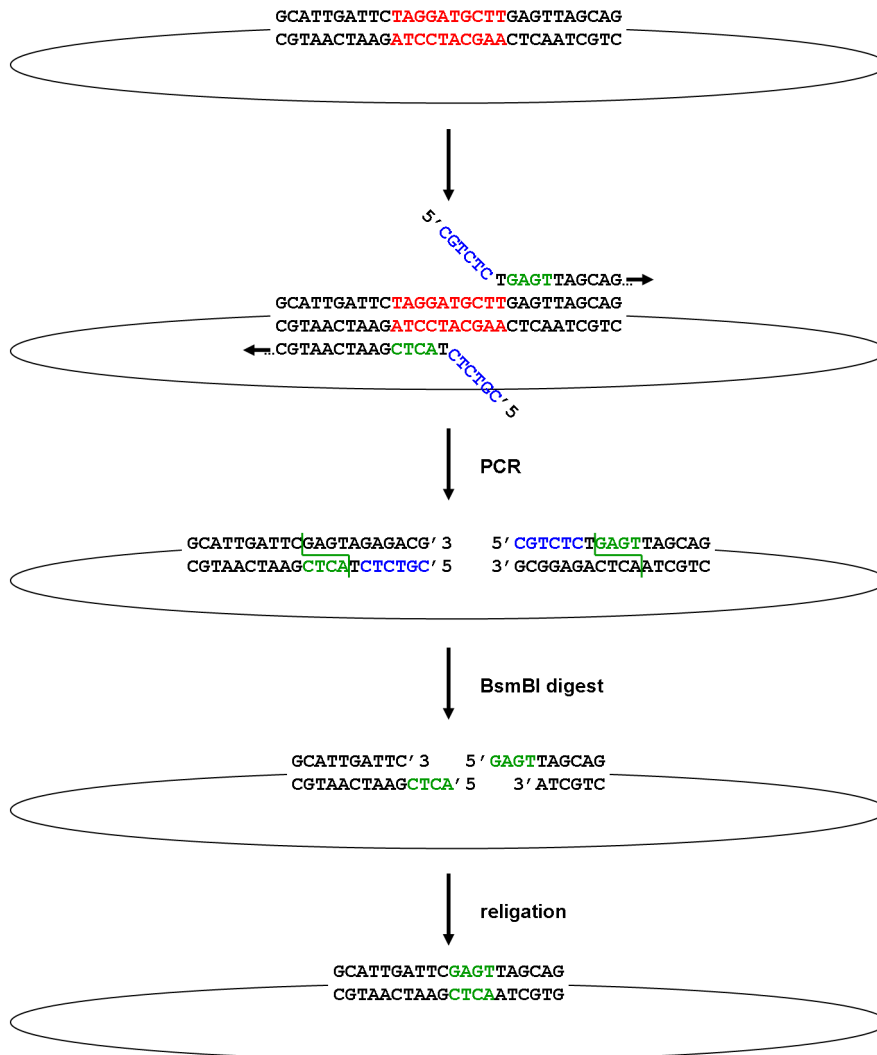 GCATTGATTCTAGGATGCTTGAGTTAGCAG
CGTAACTAAGATCCTACGAACTCAATCGTC
5'CGTCTC
TGAGTTAGCAG…
GCATTGATTCTAGGATGCTTGAGTTAGCAG
CGTAACTAAGATCCTACGAACTCAATCGTC
…CGTAACTAAGCTCAT
CTCTGC'5
PCR
GCATTGATTCGAGTAGAGACG'3 5'CGTCTCTGAGTTAGCAG
CGTAACTAAGCTCATCTCTGC'5 3'GCGGAGACTCAATCGTC
BsmBI digest
GCATTGATTC'3 5'GAGTTAGCAG
CGTAACTAAGCTCA'5 3'ATCGTC
religation
GCATTGATTCGAGTTAGCAG
CGTAACTAAGCTCAATCGTG